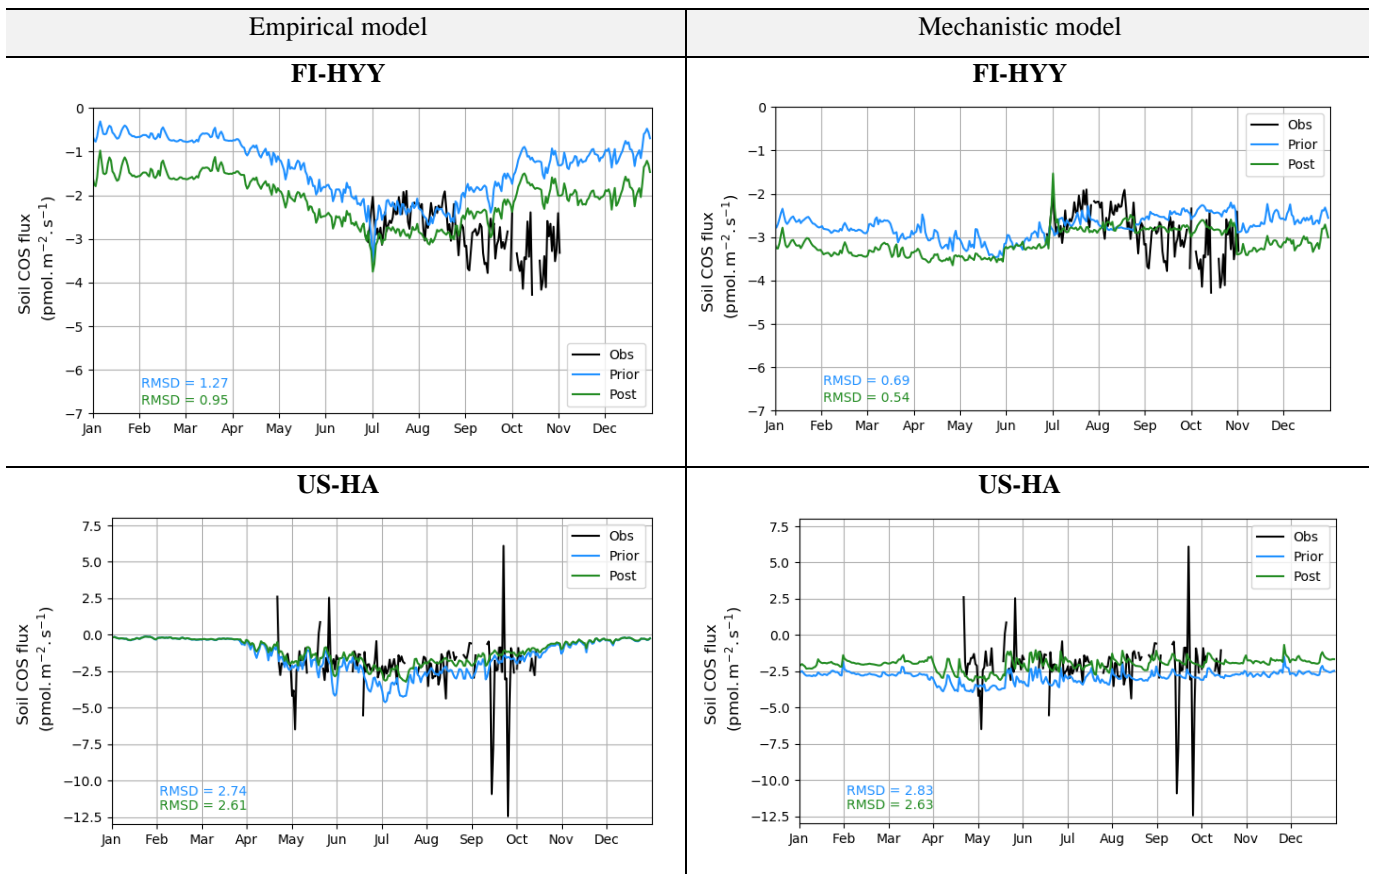 Empirical model
Mechanistic model
FI-HYY
0
−1
−2
−3
−4
−5
−6
−7
Soil COS flux
(pmol. m⁻². s⁻¹)
Obs
Prior
Post
RMSD = 1.27
RMSD = 0.95
Jan Feb Mar Apr May Jun Jul Aug Sep Oct Nov Dec
FI-HYY
0
−1
−2
−3
−4
−5
−6
−7
Soil COS flux
(pmol. m⁻². s⁻¹)
Obs
Prior
Post
RMSD = 0.69
RMSD = 0.54
Jan Feb Mar Apr May Jun Jul Aug Sep Oct Nov Dec
US-HA
7.5
5.0
2.5
0.0
−2.5
−5.0
−7.5
−10.0
−12.5
Soil COS flux
(pmol. m⁻². s⁻¹)
Obs
Prior
Post
RMSD = 2.74
RMSD = 2.61
Jan Feb Mar Apr May Jun Jul Aug Sep Oct Nov Dec
US-HA
7.5
5.0
2.5
0.0
−2.5
−5.0
−7.5
−10.0
−12.5
Soil COS flux
(pmol. m⁻². s⁻¹)
Obs
Prior
Post
RMSD = 2.83
RMSD = 2.63
Jan Feb Mar Apr May Jun Jul Aug Sep Oct Nov Dec